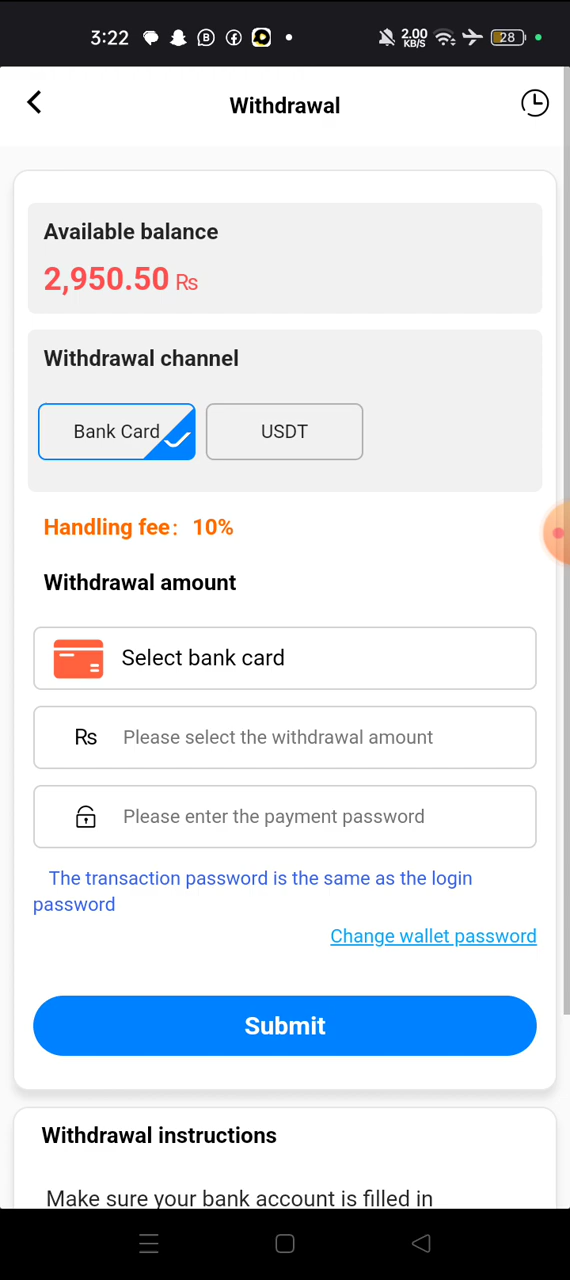 3:22
2.00
KB/S
28
Withdrawal
Available balance
2,950.50 Rs
Withdrawal channel
Bank Card
USDT
Handling fee: 10%
Withdrawal amount
Select bank card
Rs Please select the withdrawal amount
Please enter the payment password
The transaction password is the same as the login
password
Change wallet password
Submit
Withdrawal instructions
Make sure your bank account is filled in